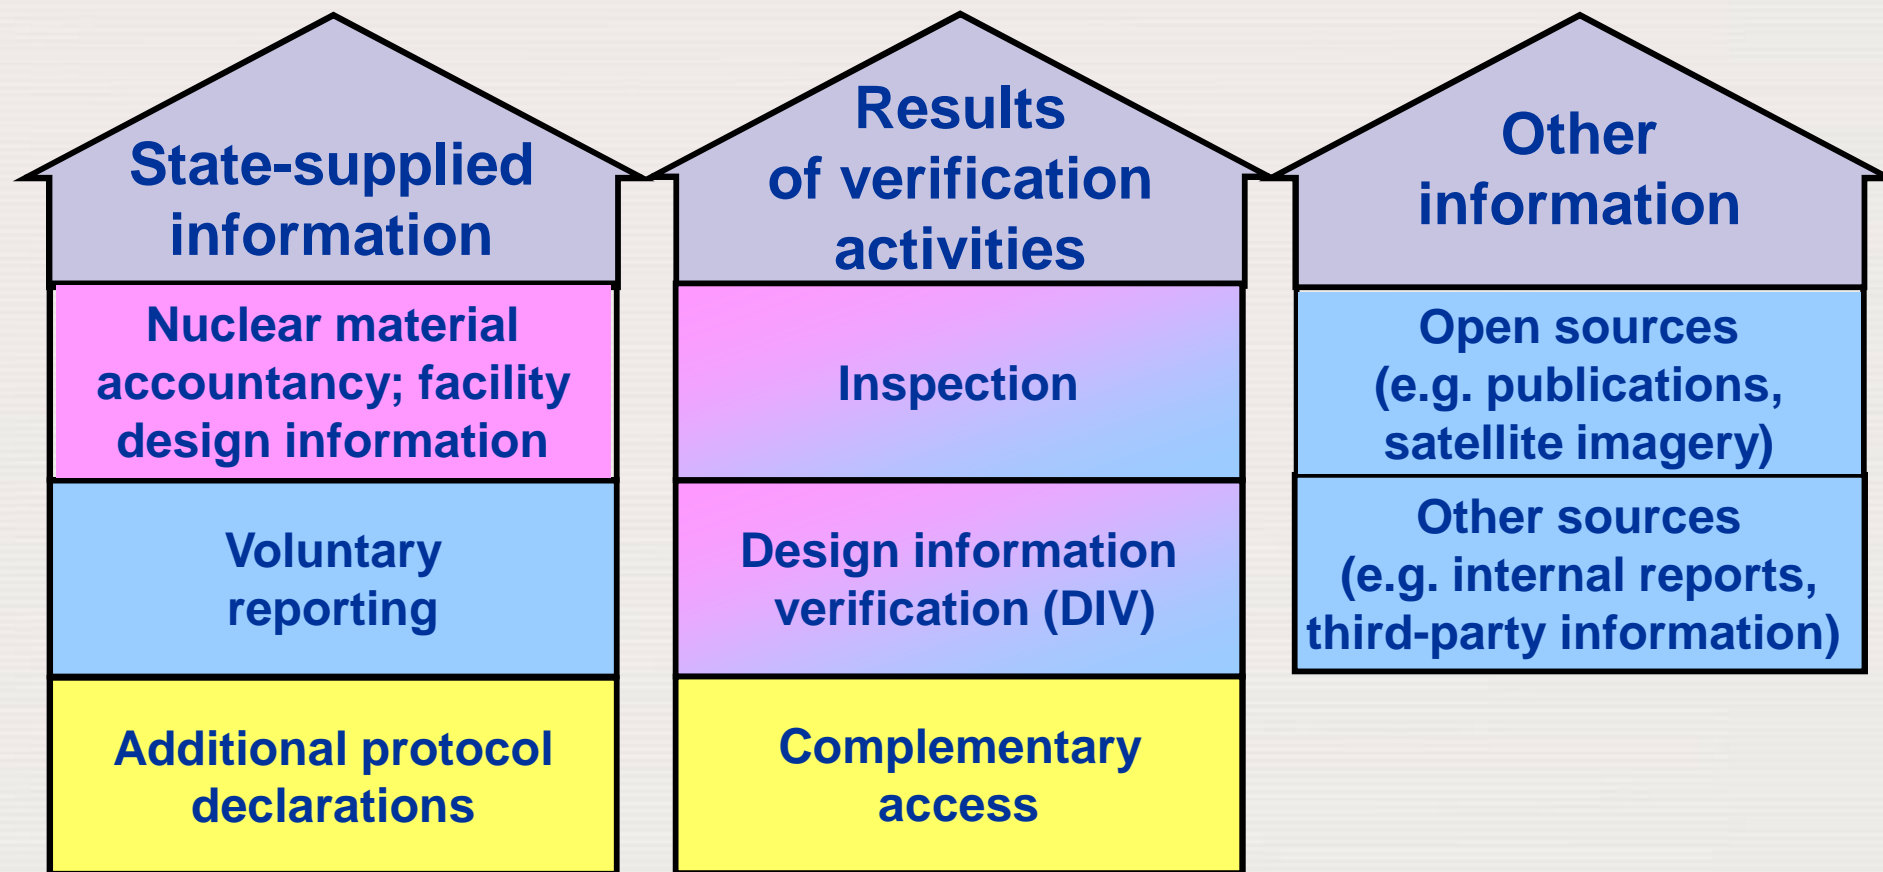 State-supplied
information
Nuclear material
accountancy; facility
design information
Voluntary
reporting
Additional protocol
declarations
Results
of verification
activities
Inspection
Design information
verification (DIV)
Complementary
access
Other
information
Open sources
(e.g. publications,
satellite imagery)
Other sources
(e.g. internal reports,
third-party information)